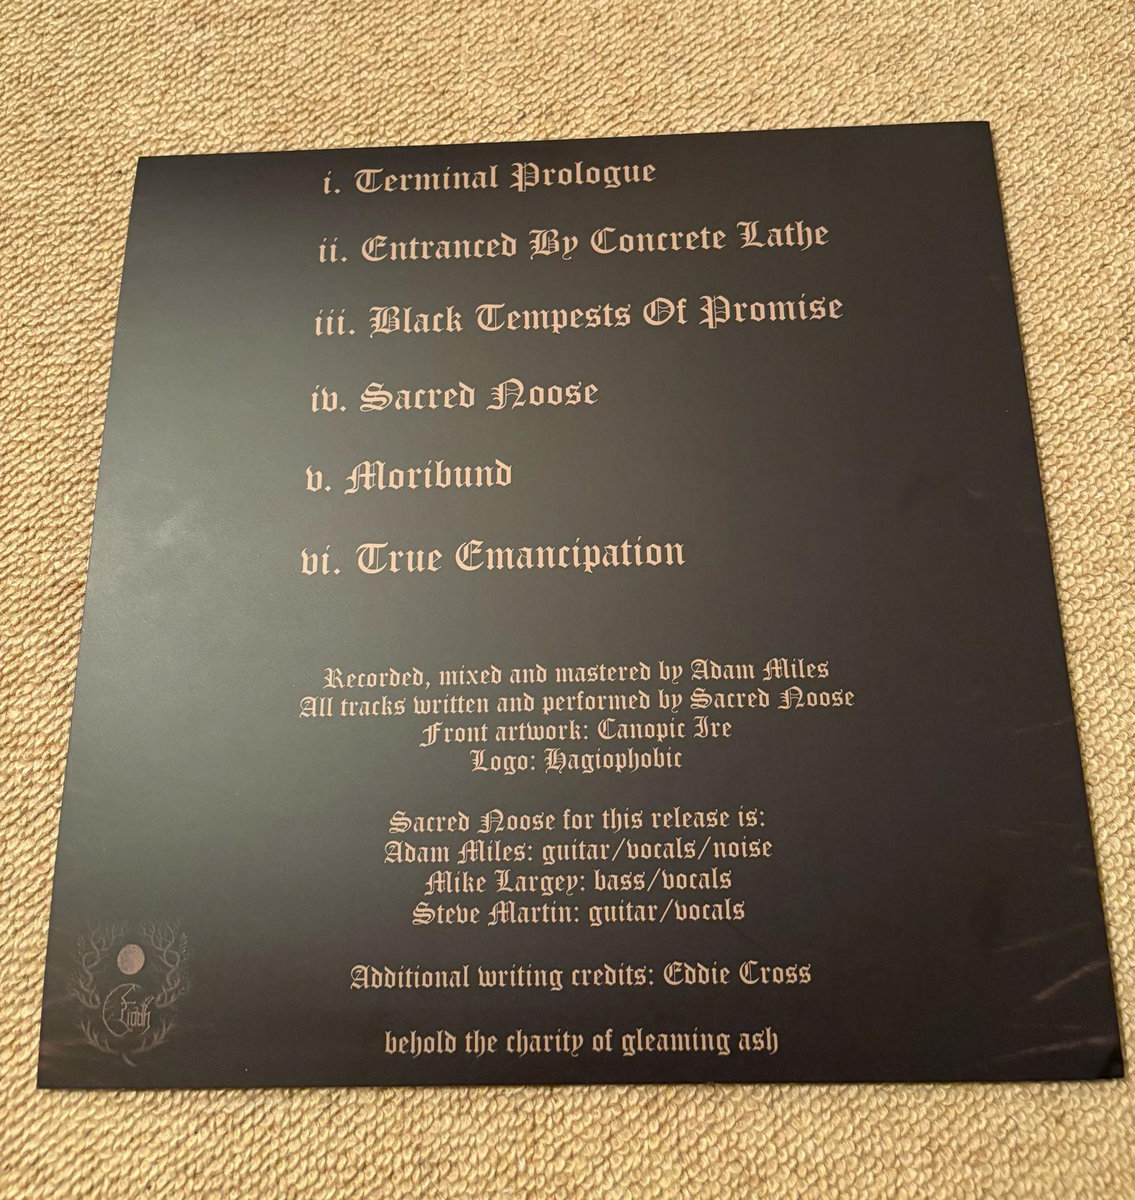 i. Terminal Prologue
ii. Entranced By Concrete Lathe
iii. Black Tempests Of Promise
iv. Sacred Noose
v. Moribund
vi. True Emancipation
Recorded, mixed and mastered by Adam Miles
All tracks written and performed by Sacred Noose
Front artwork: Canopic Ire
Logo: Hagiophobic
Sacred Noose for this release is:
Adam Miles: guitar/vocals/noise
Mike Largey: bass/vocals
Steve Martin: guitar/vocals
Additional writing credits: Eddie Cross
behold the charity of gleaming ash